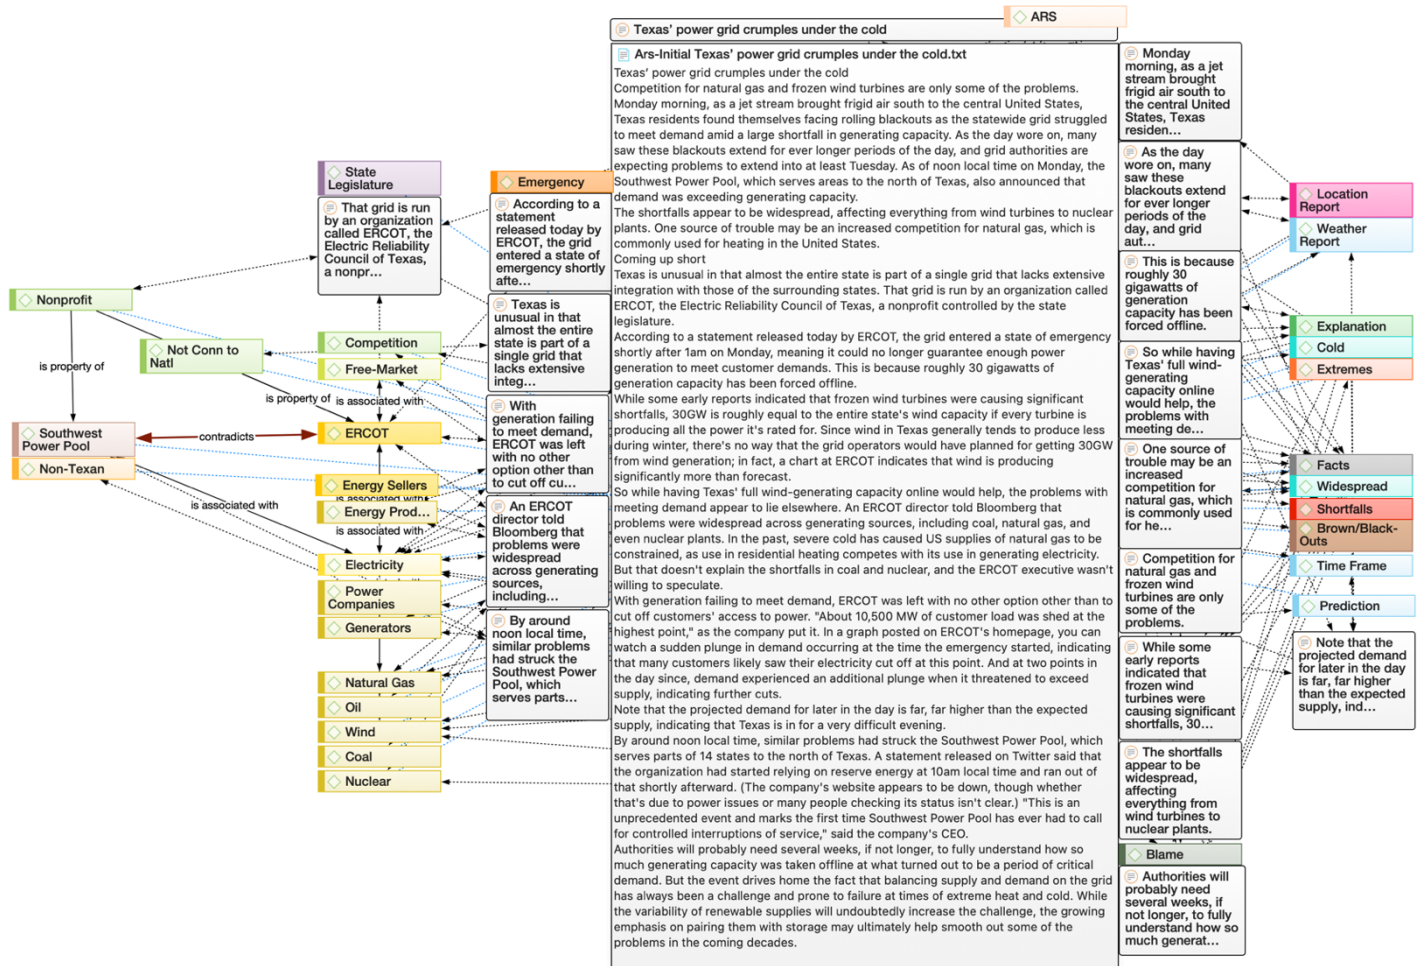 ARS
Texas' power grid crumples under the cold
Ars-Initial Texas' power grid crumples under the cold.txt
Texas' power grid crumples under the cold
Competition for natural gas and frozen wind turbines are only some of the problems.
Monday morning, as a jet stream brought frigid air south to the central United States,
Texas residents found themselves facing rolling blackouts as the statewide grid struggled
to meet demand amid a large shortfall in generating capacity. As the day wore on, many
saw these blackouts extend for ever longer periods of the day, and grid authorities are
expecting problems to extend into at least Tuesday. As of noon local time on Monday, the
Southwest Power Pool, which serves areas to the north of Texas, also announced that
demand was exceeding generating capacity.
The shortfalls appear to be widespread, affecting everything from wind turbines to nuclear
plants. One source of trouble may be an increased competition for natural gas, which is
commonly used for heating in the United States.
Coming up short
Texas is unusual in that almost the entire state is part of a single grid that lacks extensive
integration with those of the surrounding states. That grid is run by an organization called
ERCOT, the Electric Reliability Council of Texas, a nonprofit controlled by the state
legislature.
According to a statement released today by ERCOT, the grid entered a state of emergency
shortly after 1am on Monday, meaning it could no longer guarantee enough power
generation to meet customer demands. This is because roughly 30 gigawatts of
generation capacity has been forced offline.
While some early reports indicated that frozen wind turbines were causing significant
shortfalls, 30GW is roughly equal to the entire state's wind capacity if every turbine is
producing all the power it's rated for. Since wind in Texas generally tends to produce less
during winter, there's no way that the grid operators would have planned for getting 30GW
from wind generation; in fact, a chart at ERCOT indicates that wind is producing
significantly more than forecast.
So while having Texas' full wind-generating capacity online would help, the problems with
meeting demand appear to lie elsewhere. An ERCOT director told Bloomberg that
problems were widespread across generating sources, including coal, natural gas, and
even nuclear plants. In the past, severe cold has caused US supplies of natural gas to be
constrained, as use in residential heating competes with its use in generating electricity.
But that doesn't explain the shortfalls in coal and nuclear, and the ERCOT executive wasn't
willing to speculate.
With generation failing to meet demand, ERCOT was left with no other option other than to
cut off customers' access to power. "About 10,500 MW of customer load was shed at the
highest point," as the company put it. In a graph posted on ERCOT's homepage, you can
watch a sudden plunge in demand occurring at the time the emergency started, indicating
that many customers likely saw their electricity cut off at this point. And at two points in
the day since, demand experienced an additional plunge when it threatened to exceed
supply, indicating further cuts.
Note that the projected demand for later in the day is far, far higher than the expected
supply, indicating that Texas is in for a very difficult evening.
By around noon local time, similar problems had struck the Southwest Power Pool, which
serves parts of 14 states to the north of Texas. A statement released on Twitter said that
the organization had started relying on reserve energy at 10am local time and ran out of
that shortly afterward. (The company's website appears to be down, though whether
that's due to power issues or many people checking its status isn't clear.) "This is an
unprecedented event and marks the first time Southwest Power Pool has ever had to call
for controlled interruptions of service," said the company's CEO.
Authorities will probably need several weeks, if not longer, to fully understand how so
much generating capacity was taken offline at what turned out to be a period of critical
demand. But the event drives home the fact that balancing supply and demand on the grid
has always been a challenge and prone to failure at times of extreme heat and cold. While
the variability of renewable supplies will undoubtedly increase the challenge, the growing
emphasis on pairing them with storage may ultimately help smooth out some of the
problems in the coming decades.
Nonprofit
Not Conn to
Natl
is property of
is property of
Southwest
Power Pool
Non-Texan
contradicts
is associated with
State
Legislature
That grid is run
by an organization
called ERCOT, the
Electric Reliability
Council of Texas,
a nonpr...
Competition
Free-Market
is associated with
ERCOT
Energy Sellers
is associated with
Energy Prod...
is associated with
Electricity
Power
Companies
Generators
Natural Gas
Oil
Wind
Coal
Nuclear
Emergency
According to a
statement
released today by
ERCOT, the grid
entered a state of
emergency shortly
afte...
Texas is
unusual in that
almost the entire
state is part of a
single grid that
lacks extensive
integ...
With
generation failing
to meet demand,
ERCOT was left
with no other
option other than
to cut off cu...
An ERCOT
director told
Bloomberg that
problems were
widespread
across generating
sources,
including...
By around
noon local time,
similar problems
had struck the
Southwest Power
Pool, which
serves parts...
Monday
morning, as a jet
stream brought
frigid air south to
the central United
States, Texas
residen...
As the day
wore on, many
saw these
blackouts extend
for ever longer
periods of the
day, and grid
aut...
This is because
roughly 30
gigawatts of
generation
capacity has been
forced offline.
So while having
Texas' full wind-
generating
capacity online
would help, the
problems with
meeting de...
One source of
trouble may be an
increased
competition for
natural gas, which
is commonly used
for he...
Competition for
natural gas and
frozen wind
turbines are only
some of the
problems.
While some
early reports
indicated that
frozen wind
turbines were
causing significant
shortfalls, 30...
The shortfalls
appear to be
widespread,
affecting
everything from
wind turbines to
nuclear plants.
Blame
Authorities will
probably need
several weeks, if
not longer, to fully
understand how so
much generat...
Location
Report
Weather
Report
Explanation
Cold
Extremes
Facts
Widespread
Shortfalls
Brown/Black-
Outs
Time Frame
Prediction
Note that the
projected demand
for later in the day
is far, far higher
than the expected
supply, ind...